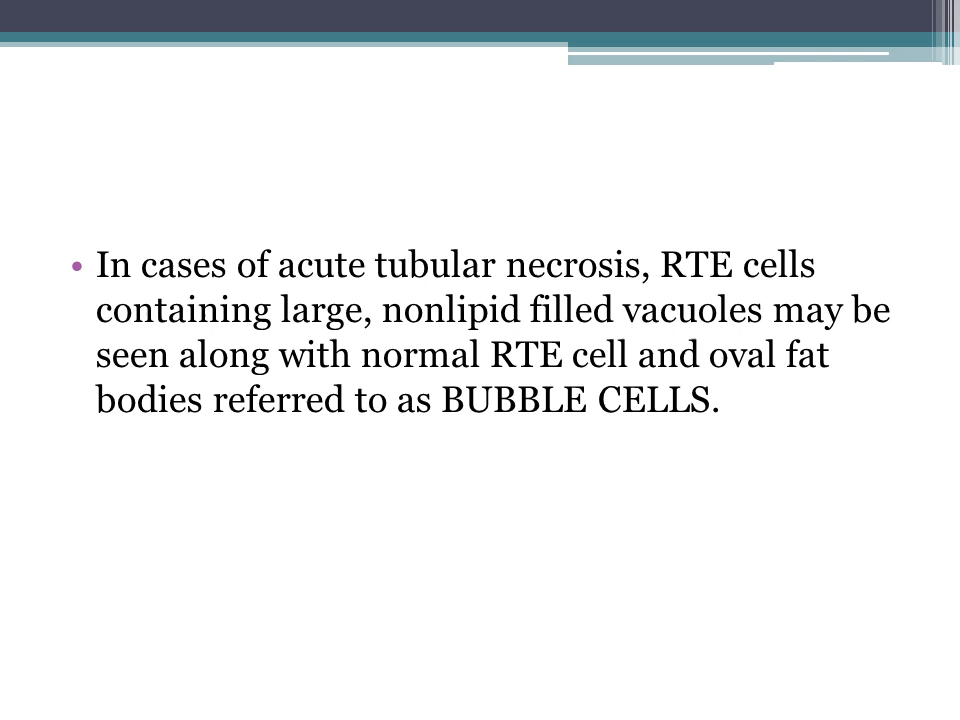 • In cases of acute tubular necrosis, RTE cells
containing large, nonlipid filled vacuoles may be
seen along with normal RTE cell and oval fat
bodies referred to as BUBBLE CELLS.